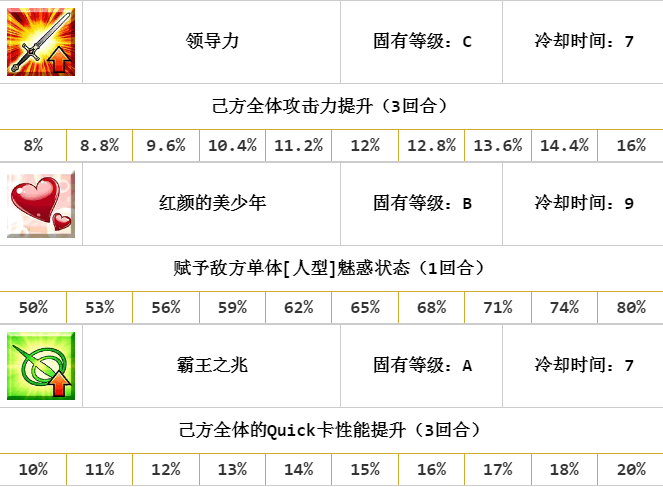 领导力 固有等级：C 冷却时间：7
己方全体攻击力提升（3回合）
8% 8.8% 9.6% 10.4% 11.2% 12% 12.8% 13.6% 14.4% 16%
红颜的美少年 固有等级：B 冷却时间：9
赋予敌方单体[人型]魅惑状态（1回合）
50% 53% 56% 59% 62% 65% 68% 71% 74% 80%
霸王之兆 固有等级：A 冷却时间：7
己方全体的Quick卡性能提升（3回合）
10% 11% 12% 13% 14% 15% 16% 17% 18% 20%